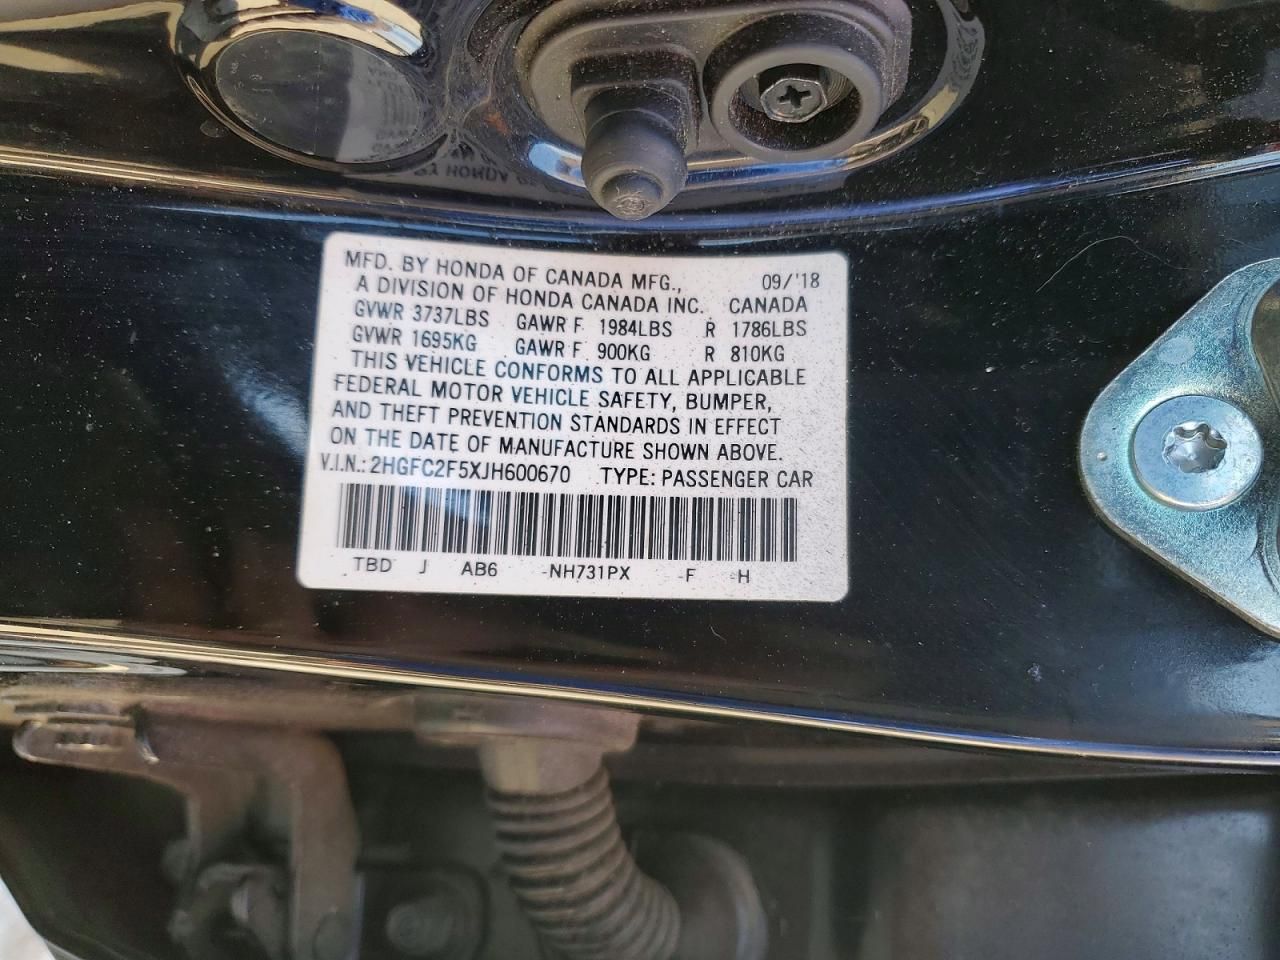 MFD. BY HONDA OF CANADA MFG., 09/'18
A DIVISION OF HONDA CANADA INC. CANADA
GVWR 3737LBS GAWR F 1984LBS R 1786LBS
GVWR 1695KG GAWR F 900KG R 810KG
THIS VEHICLE CONFORMS TO ALL APPLICABLE
FEDERAL MOTOR VEHICLE SAFETY, BUMPER,
AND THEFT PREVENTION STANDARDS IN EFFECT
ON THE DATE OF MANUFACTURE SHOWN ABOVE.
V.I.N.: 2HGFC2F5XJH600670 TYPE: PASSENGER CAR
TBD J AB6 -NH731PX -F -H